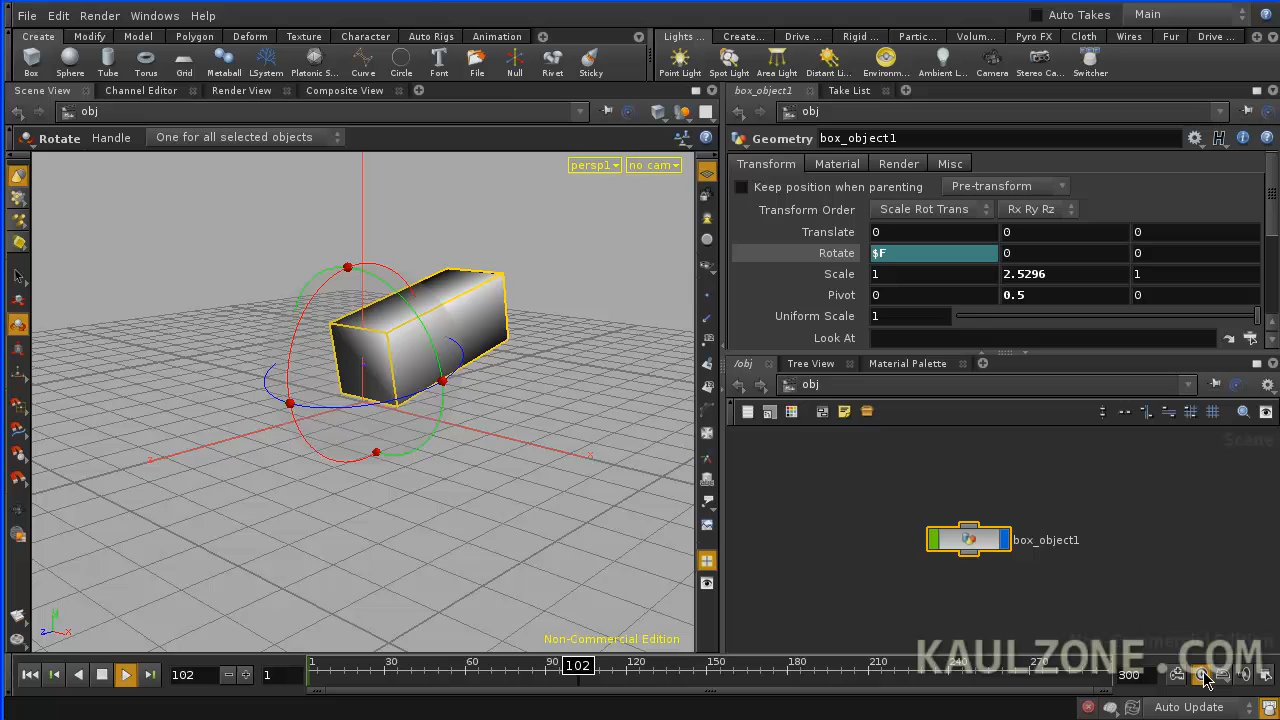 File Edit Render Windows Help Auto Takes Main
Create Modify Model Polygon Deform Texture Character Auto Rigs Animation Lights ... Create... Drive ... Rigid ... Partic... Volum... Pyro FX Cloth Wires Fur Drive ...
Box Sphere Tube Torus Grid Metaball LSystem Platonic S... Curve Circle Font File Null Rivet Sticky Point Light Spot Light Area Light Distant Li... Environ... Ambient L... Camera Stereo Ca... Switcher
Scene View Channel Editor Render View Composite View box_object1 Take List
obj obj
Rotate Handle One for all selected objects Geometry box_object1
persp1 no cam Transform Material Render Misc
Keep position when parenting Pre-transform
Transform Order Scale Rot Trans Rx Ry Rz
Translate 0 0 0
Rotate $F 0 0
Scale 1 2.5296 1
Pivot 0 0.5 0
Uniform Scale 1
Look At
/obj Tree View Material Palette
obj
Scene
z x
box_object1
z x
Non-Commercial Edition
KAULZONE.COM
102 1 1 30 60 90 102 120 150 180 210 240 270 300
Auto Update